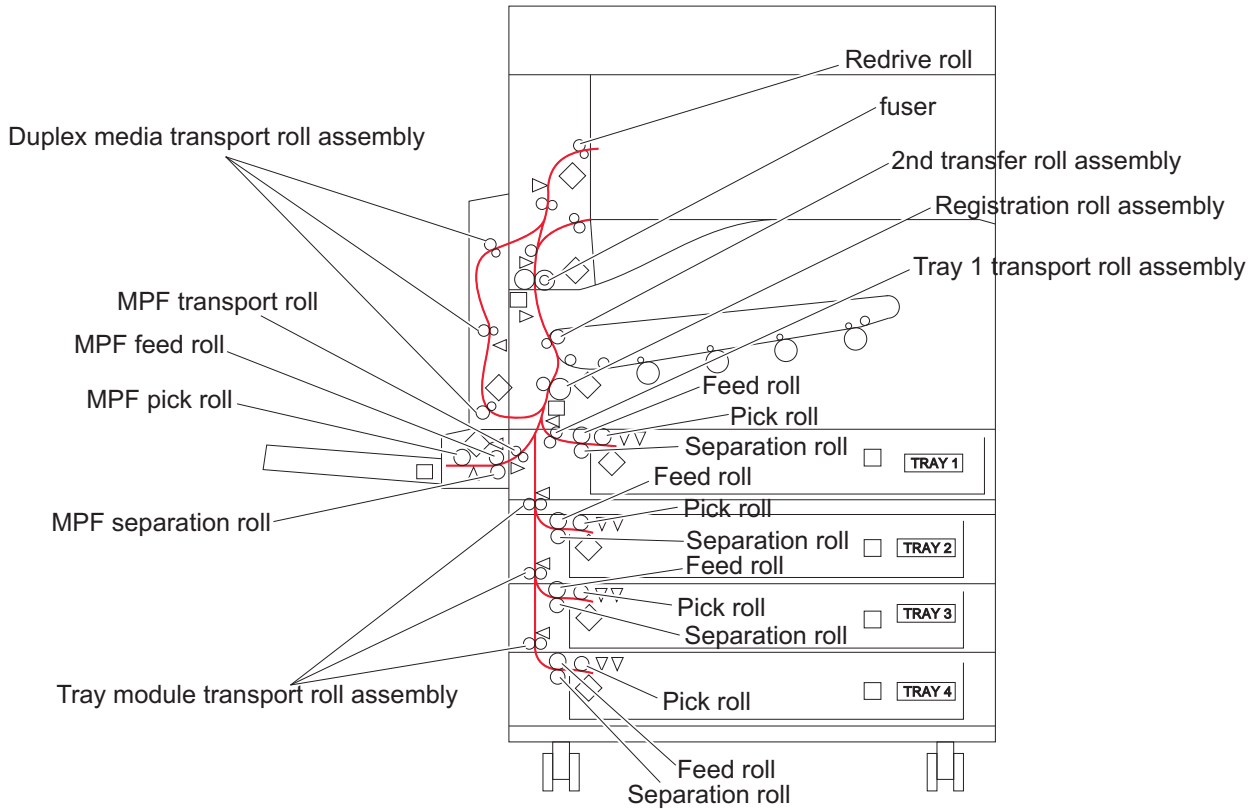 Redrive roll
fuser
Duplex media transport roll assembly
2nd transfer roll assembly
Registration roll assembly
Tray 1 transport roll assembly
MPF transport roll
MPF feed roll
MPF pick roll
Feed roll
Pick roll
Separation roll
TRAY 1
Feed roll
Pick roll
MPF separation roll
Separation roll
TRAY 2
Feed roll
Pick roll
TRAY 3
Separation roll
Tray module transport roll assembly
Pick roll
TRAY 4
Feed roll
Separation roll